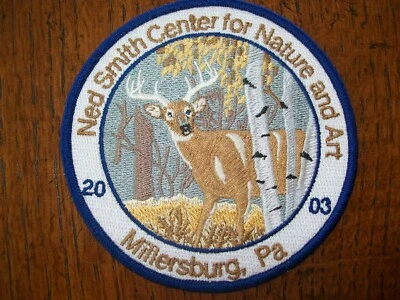 Ned Smith Center for Nature and Art
20 03
Millersburg, Pa